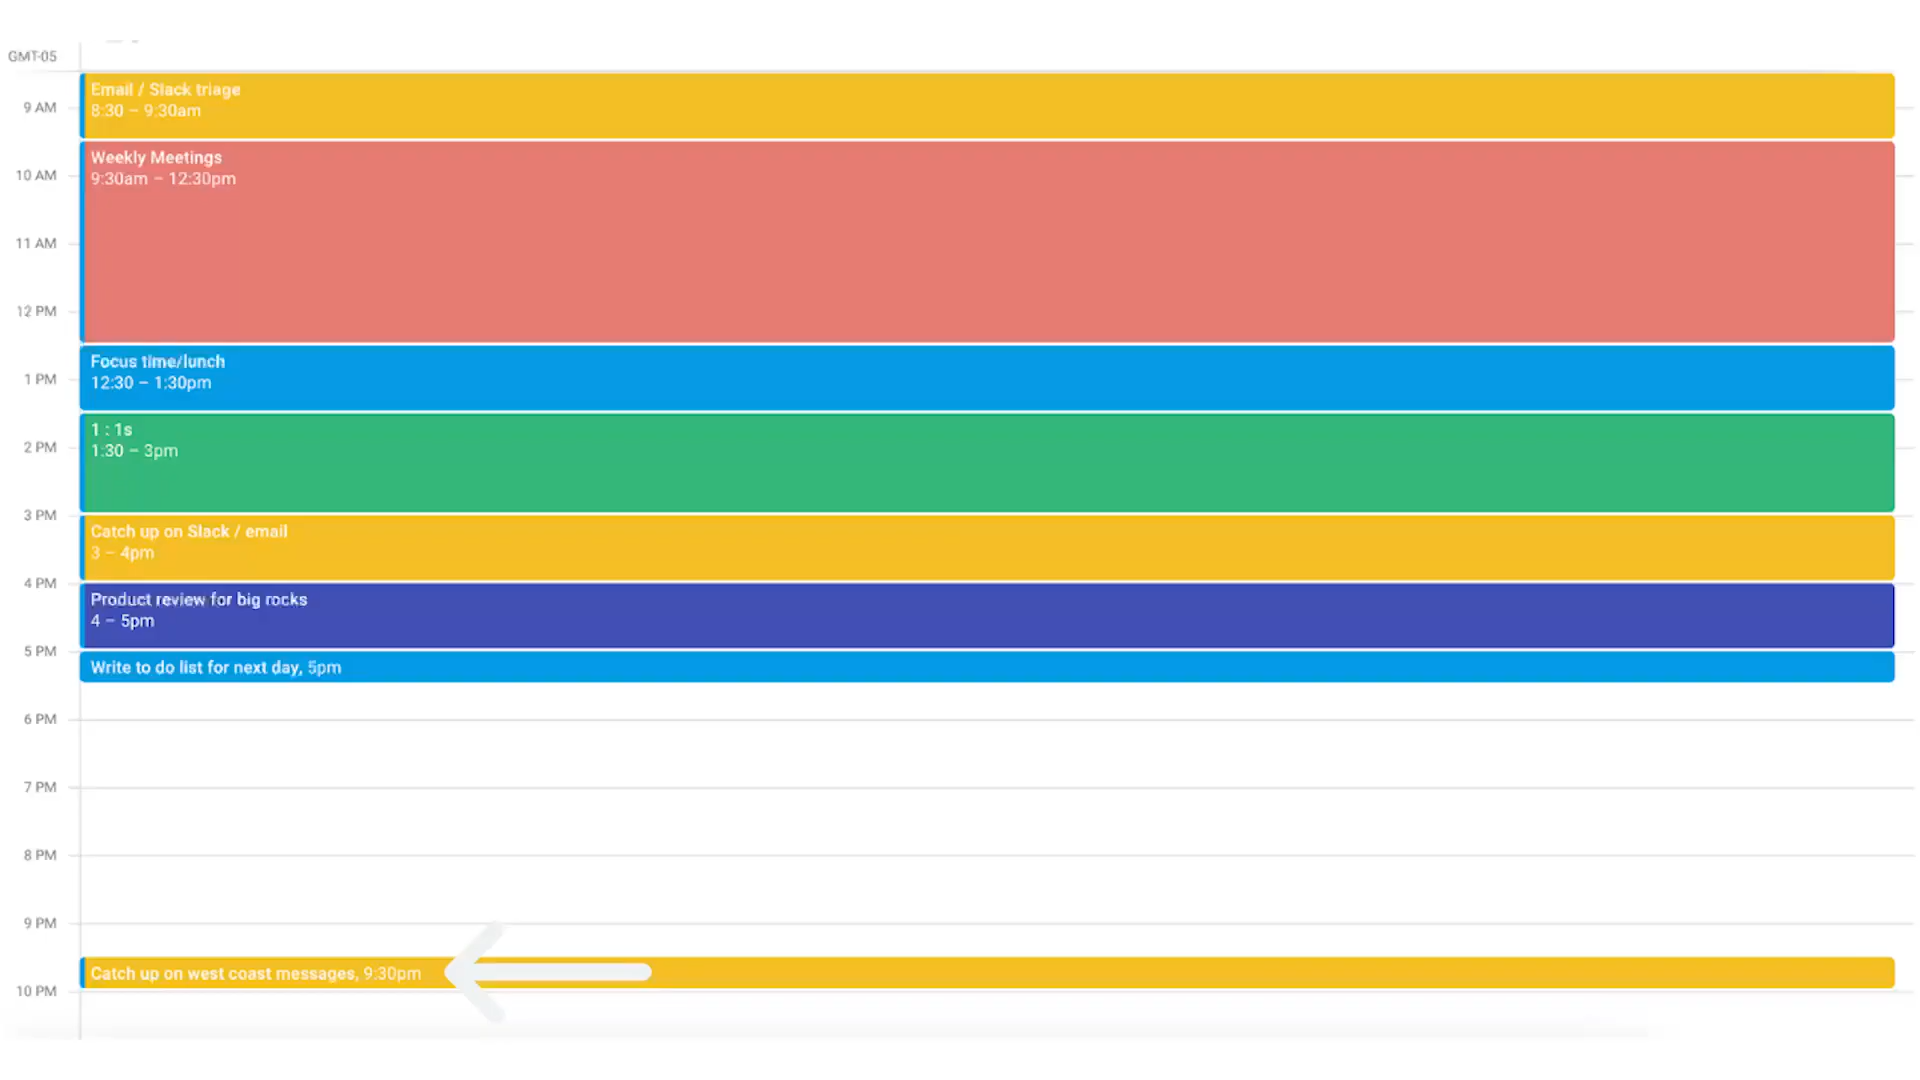 GMT-05
Email / Slack triage
8:30 – 9:30am
9 AM
Weekly Meetings
9:30am – 12:30pm
10 AM
11 AM
12 PM
Focus time/lunch
12:30 – 1:30pm
1 PM
1 : 1s
1:30 – 3pm
2 PM
3 PM
Catch up on Slack / email
3 – 4pm
4 PM
Product review for big rocks
4 – 5pm
5 PM
Write to do list for next day, 5pm
6 PM
7 PM
8 PM
9 PM
Catch up on west coast messages, 9:30pm
10 PM